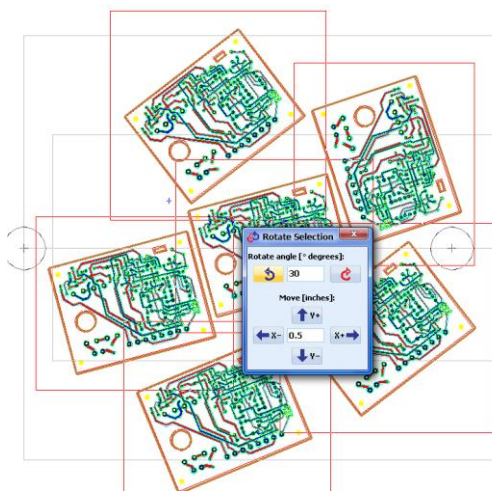 Rotate Selection
Rotate angle [° degrees]:
30
Move [inches]:
Y+
X- 0.5 X+
Y-